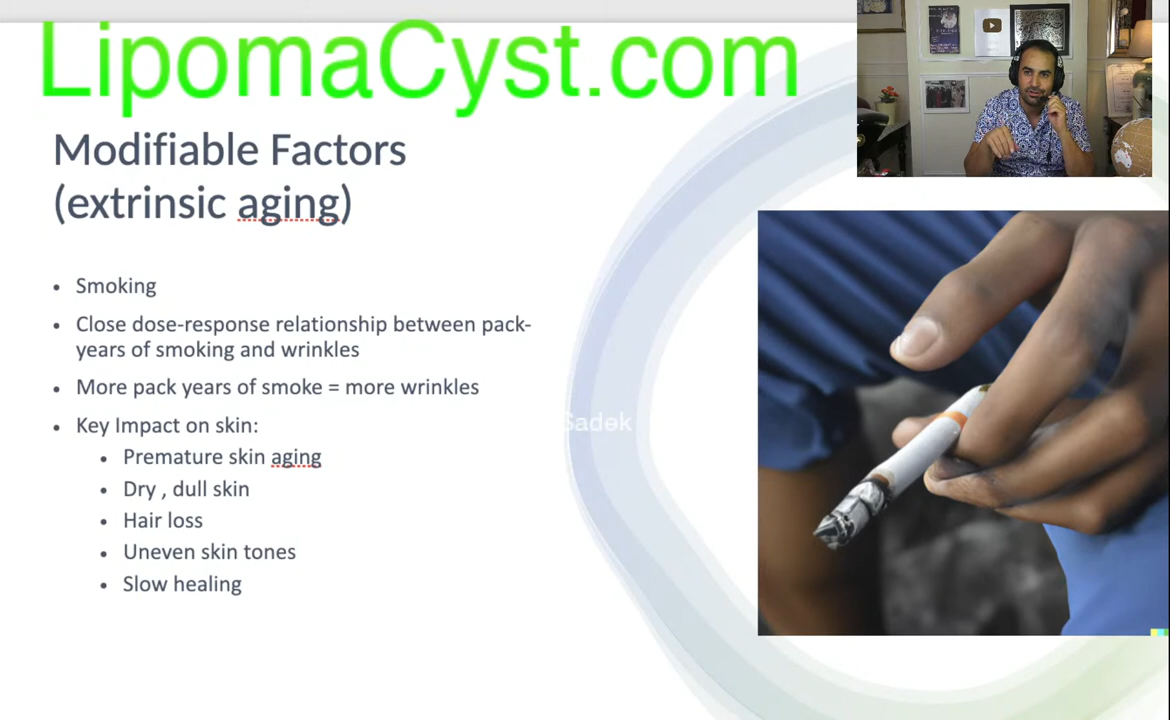 LipomaCyst.com
Modifiable Factors
(extrinsic aging)
• Smoking
• Close dose-response relationship between pack-
years of smoking and wrinkles
• More pack years of smoke = more wrinkles
• Key Impact on skin:
• Premature skin aging
• Dry , dull skin
• Hair loss
• Uneven skin tones
• Slow healing
Sadek